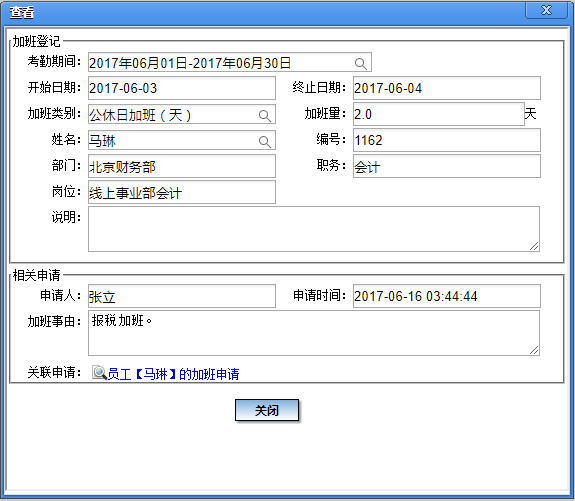 查看
加班登记
考勤期间： 2017年06月01日-2017年06月30日
开始日期： 2017-06-03 终止日期： 2017-06-04
加班类别： 公休日加班（天） 加班量： 2.0 天
姓名： 马琳 编号： 1162
部门： 北京财务部 职务： 会计
岗位： 线上事业部会计
说明：
相关申请
申请人： 张立 申请时间： 2017-06-16 03:44:44
加班事由： 报税加班。
关联申请： 员工【马琳】的加班申请
关闭